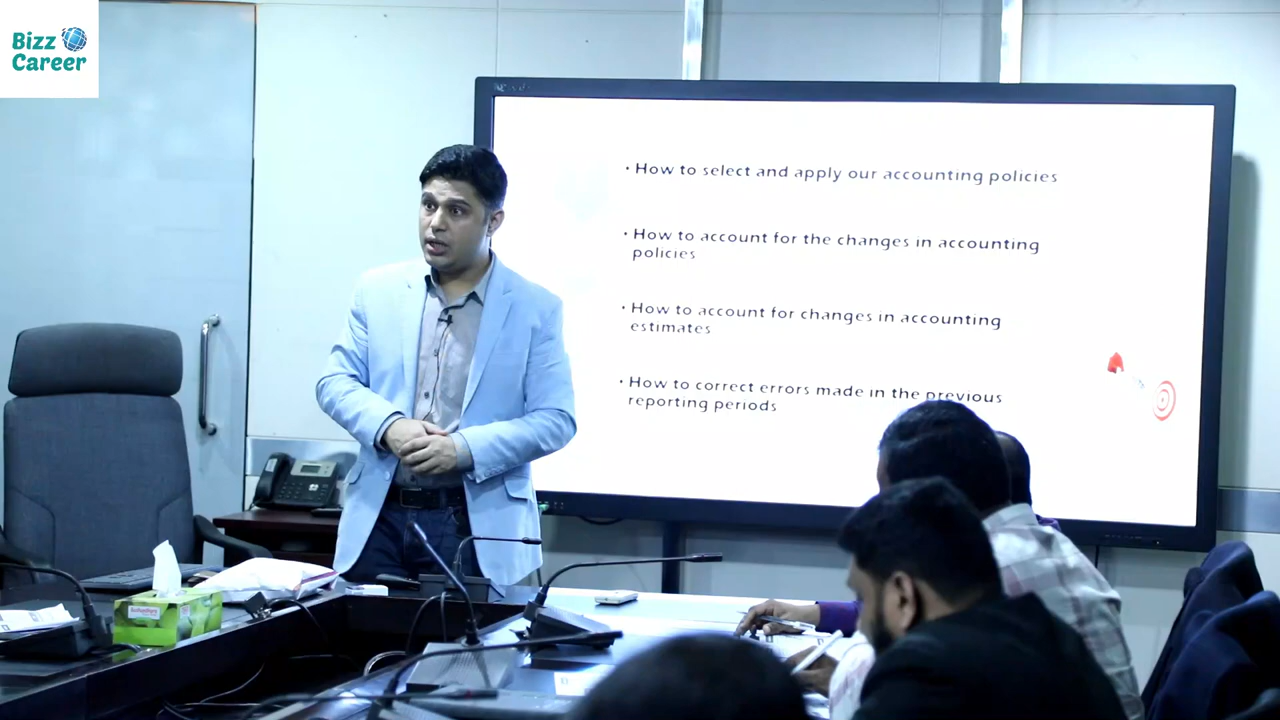 Bizz
Career
• How to select and apply our accounting policies
• How to account for the changes in accounting
policies
• How to account for changes in accounting
estimates
• How to correct errors made in the previous
reporting periods